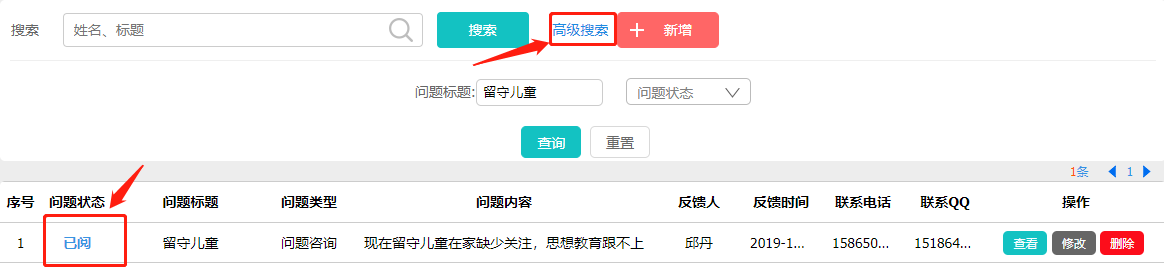 搜索 姓名、标题 搜索 高级搜索 新增
问题标题: 留守儿童 问题状态
查询 重置
1条 1
序号 问题状态 问题标题 问题类型 问题内容 反馈人 反馈时间 联系电话 联系QQ 操作
1 已阅 留守儿童 问题咨询 现在留守儿童在家缺少关注，思想教育跟不上 邱丹 2019-1... 158650... 151864... 查看 修改 删除